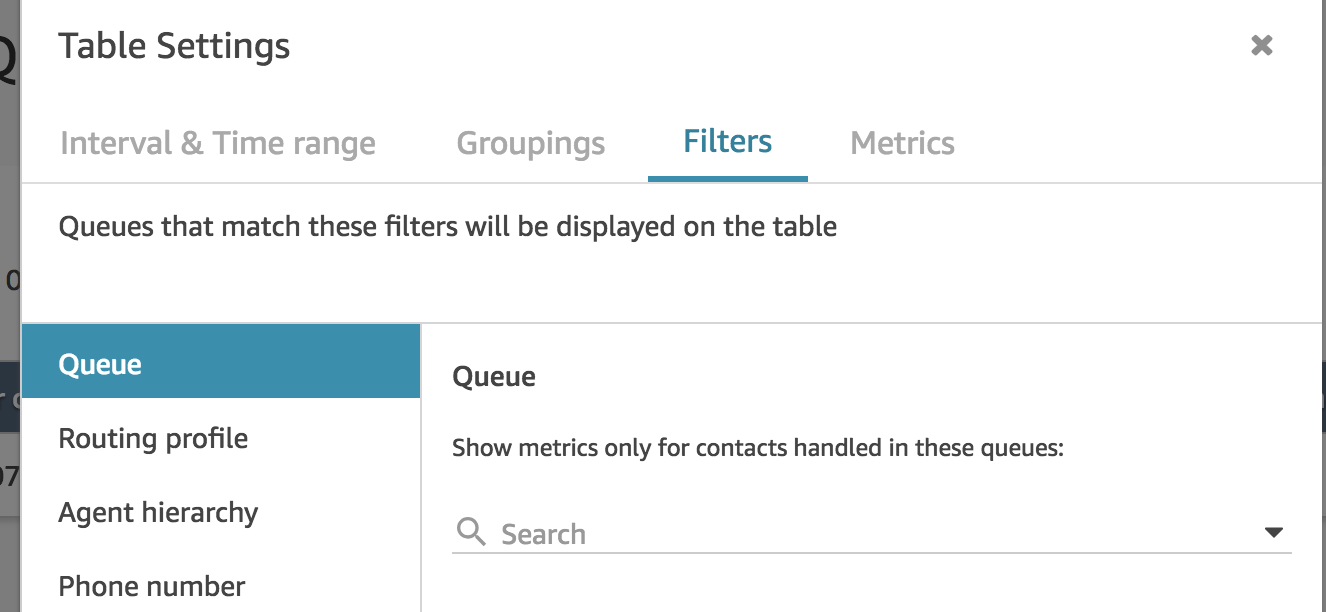 Table Settings
Interval & Time range Groupings Filters Metrics
Queues that match these filters will be displayed on the table
Queue
Routing profile
Agent hierarchy
Phone number
Queue
Show metrics only for contacts handled in these queues:
Search